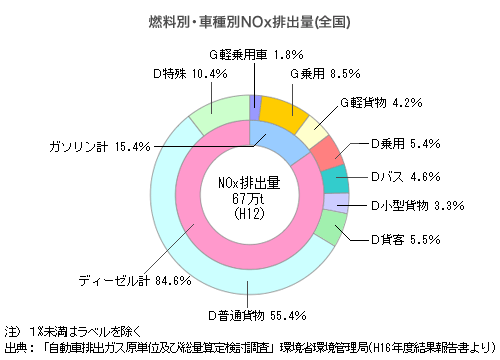 燃料別・車種別NOx排出量(全国)
G軽乗用車 1.8%
D特殊 10.4%
G乗用 8.5%
G軽貨物 4.2%
ガソリン計 15.4%
D乗用 5.4%
NOx排出量
67万t
(H12)
Dバス 4.6%
D小型貨物 3.3%
D貨客 5.5%
ディーゼル計 84.6%
D普通貨物 55.4%
注) 1%未満はラベルを除く
出典:「自動車排出ガス原単位及び総量算定検討調査」環境省環境管理局(H16年度結果報告書より)